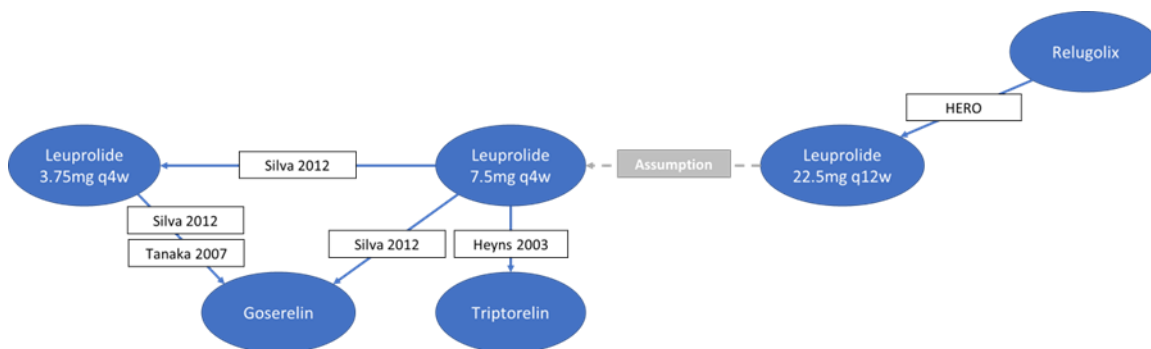 Relugolix
HERO
Leuprolide
3.75mg q4w
Silva 2012
Leuprolide
7.5mg q4w
Assumption
Leuprolide
22.5mg q12w
Silva 2012
Tanaka 2007
Silva 2012
Heyns 2003
Goserelin
Triptorelin